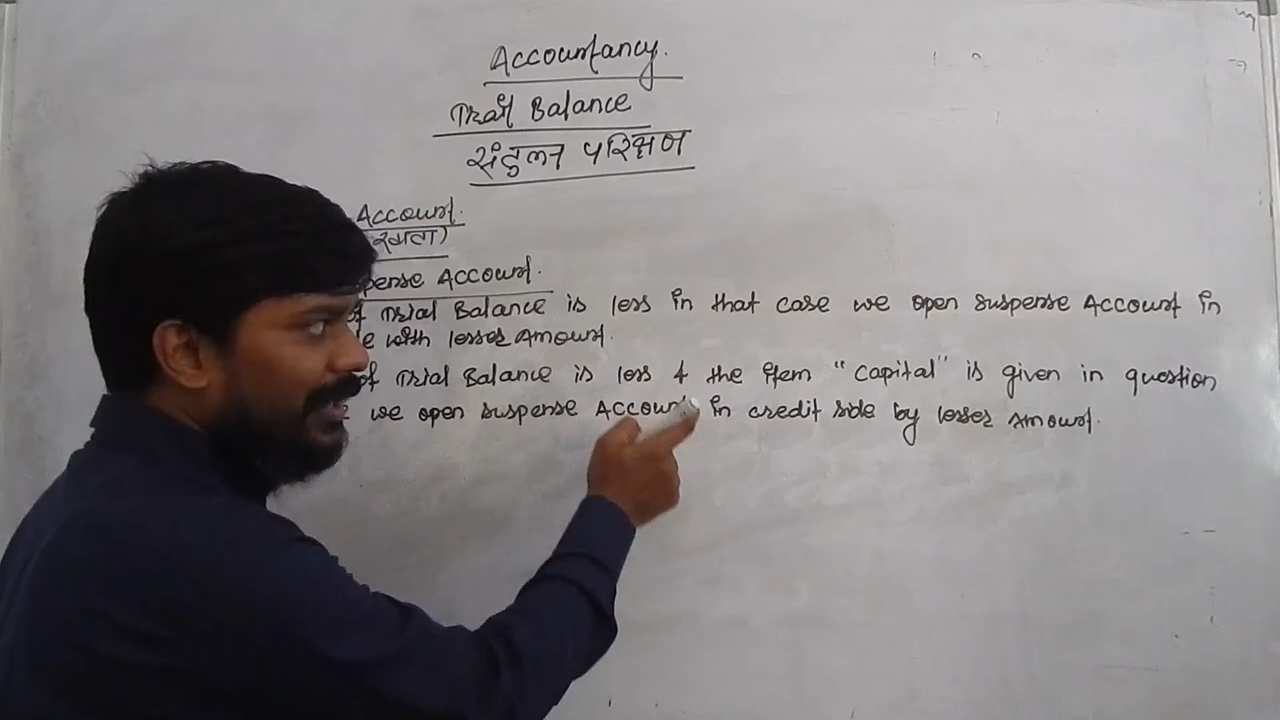 Accountancy.
Trail Balance
संतुलन परिक्षण
Account.
खाता)
pense Account.
of Trial Balance is less in that case we open suspense Account in
e with lesser Amount.
of Trial Balance is less & the item "Capital" is given in question
we open suspense Account in credit side by lesser Amount.